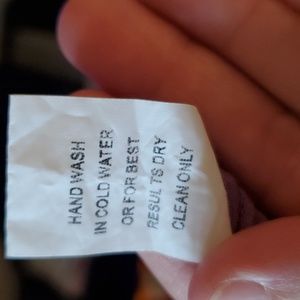 HAND WASH
IN COLD WATER
OR FOR BEST
RESULTS DRY
CLEAN ONLY